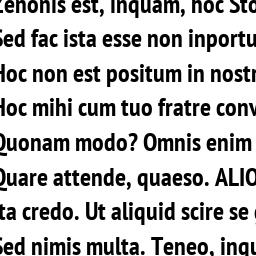 Zenonis est, inquam, hoc Sto
Sed fac ista esse non inportu
Hoc non est positum in nostr
Hoc mihi cum tuo fratre conv
Quonam modo? Omnis enim
Quare attende, quaeso. ALIO
Ita credo. Ut aliquid scire se
Sed nimis multa. Teneo, inqu